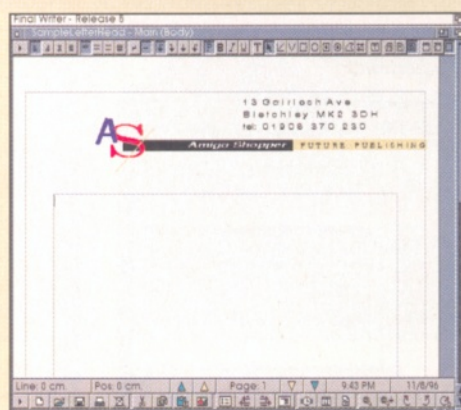 Final Writer - Release 5
SampleLetterHead - Main (Body)
13 Gairloch Ave
Bletchley MK2 3DH
tel: 01908 370 230
AS
Amiga Shopper FUTURE PUBLISHING
Line: 0 cm. Pos: 0 cm. Page: 1 9:43 PM 11/8/96